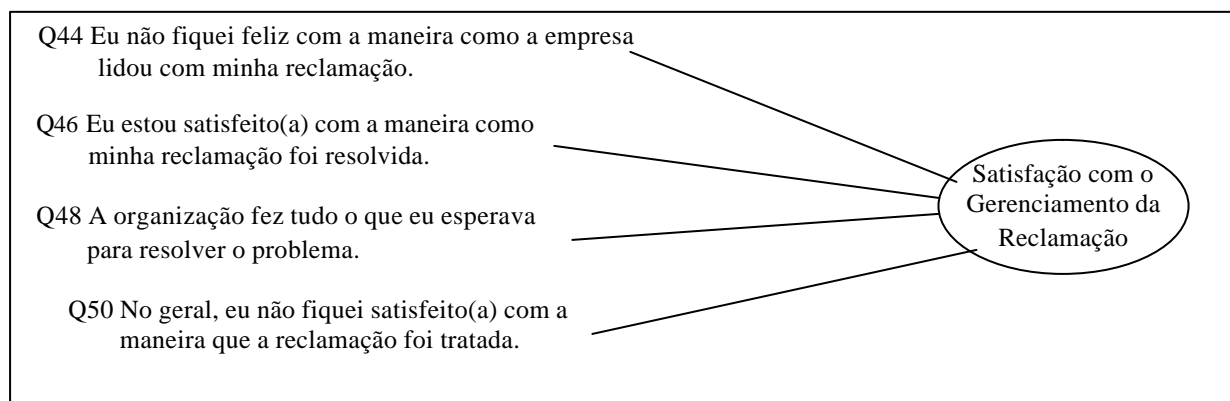 Q44 Eu não fiquei feliz com a maneira como a empresa
lidou com minha reclamação.
Q46 Eu estou satisfeito(a) com a maneira como
minha reclamação foi resolvida.
Q48 A organização fez tudo o que eu esperava
para resolver o problema.
Q50 No geral, eu não fiquei satisfeito(a) com a
maneira que a reclamação foi tratada.
Satisfação com o
Gerenciamento da
Reclamação